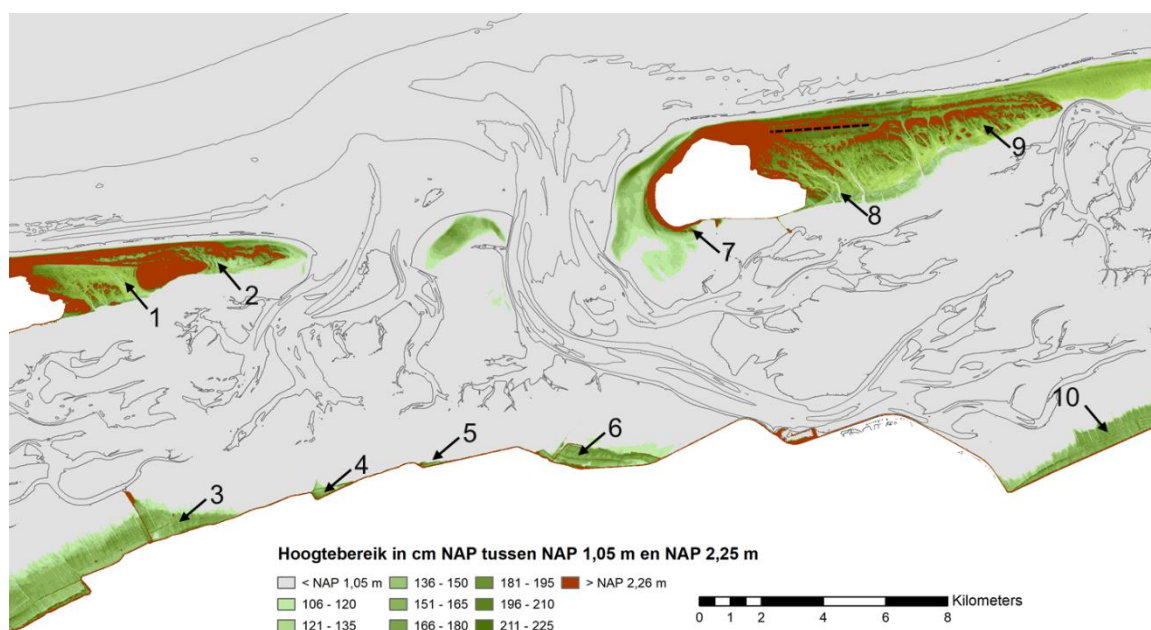 9
8
7
2
1
10
6
5
4
3
Hoogtebereik in cm NAP tussen NAP 1,05 m en NAP 2,25 m
< NAP 1,05 m 136 - 150 181 - 195 > NAP 2,26 m
106 - 120 151 - 165 196 - 210
121 - 135 166 - 180 211 - 225
Kilometers
0 1 2 4 6 8